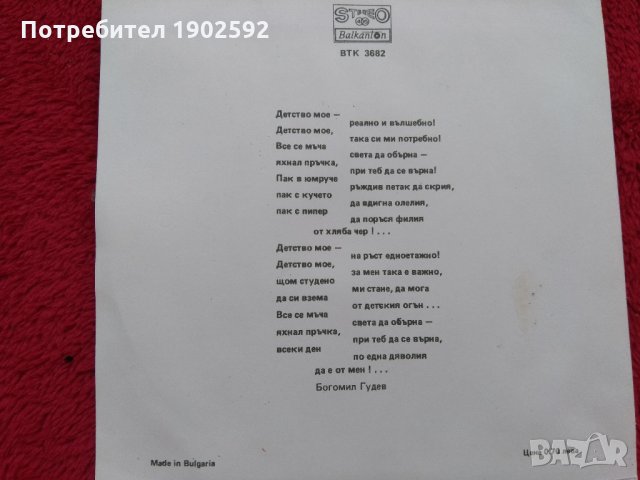 Потребител 1902592
STEREO
Balkanton
ВТК 3682
Детство мое —
реално и вълшебно!
Детство мое,
така си ми потребно!
Все се мъча
света да обърна —
яхнал пръчка,
при теб да се върна!
Пак в юмруче
ръждив петак да скрия,
пак с кучето
да вдигна олелия,
пак с пипер
да поръся филия
от хляба чер ! . . .
Детство мое —
на ръст едноетажно!
Детство мое,
за мен така е важно,
щом студено
ми стане, да мога
да си взема
от детския огън . . .
Все се мъча
света да обърна —
яхнал пръчка,
при теб да се върна,
всеки ден
по една дяволия
да е от мен ! . . .
Богомил Гудев
Made in Bulgaria
Цена 0,70 лева
BAZAR